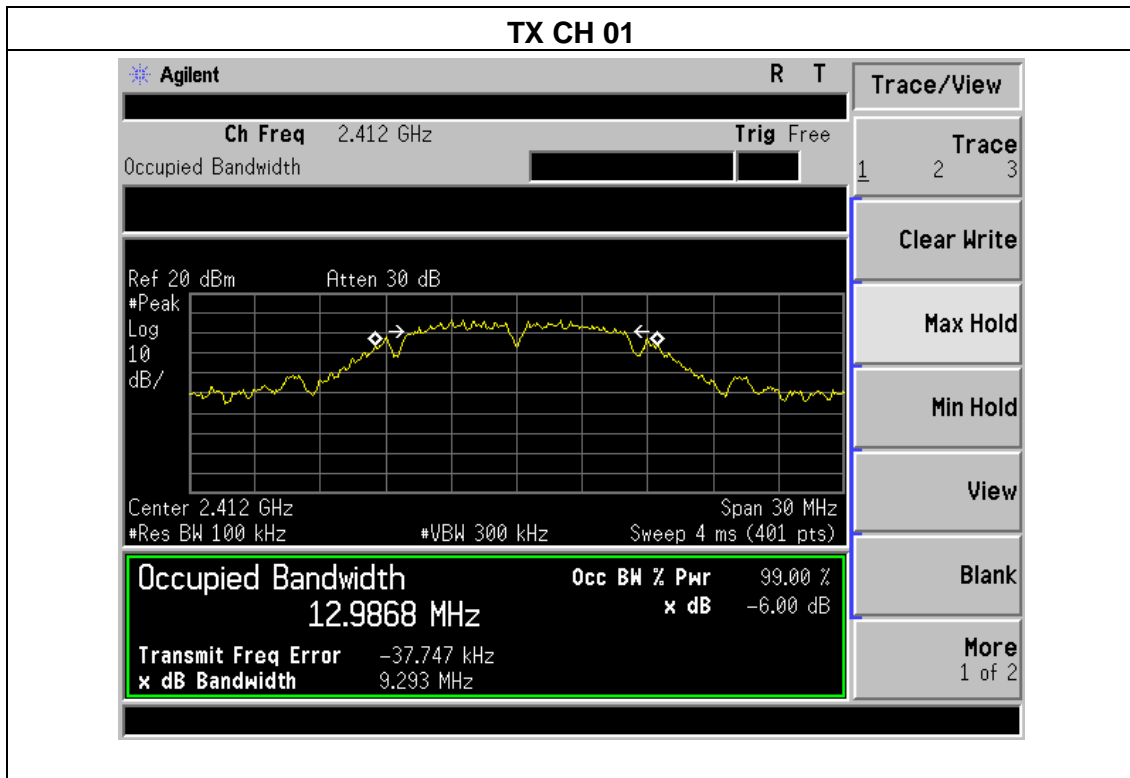 TX CH 01
Agilent R T
Ch Freq 2.412 GHz Trig Free
Occupied Bandwidth
Ref 20 dBm Atten 30 dB
#Peak
Log
10
dB/
Center 2.412 GHz Span 30 MHz
#Res BW 100 kHz #VBW 300 kHz Sweep 4 ms (401 pts)
Occupied Bandwidth Occ BW % Pwr 99.00 %
12.9868 MHz x dB -6.00 dB
Transmit Freq Error -37.747 kHz
x dB Bandwidth 9.293 MHz
Trace/View
Trace
1 2 3
Clear Write
Max Hold
Min Hold
View
Blank
More
1 of 2